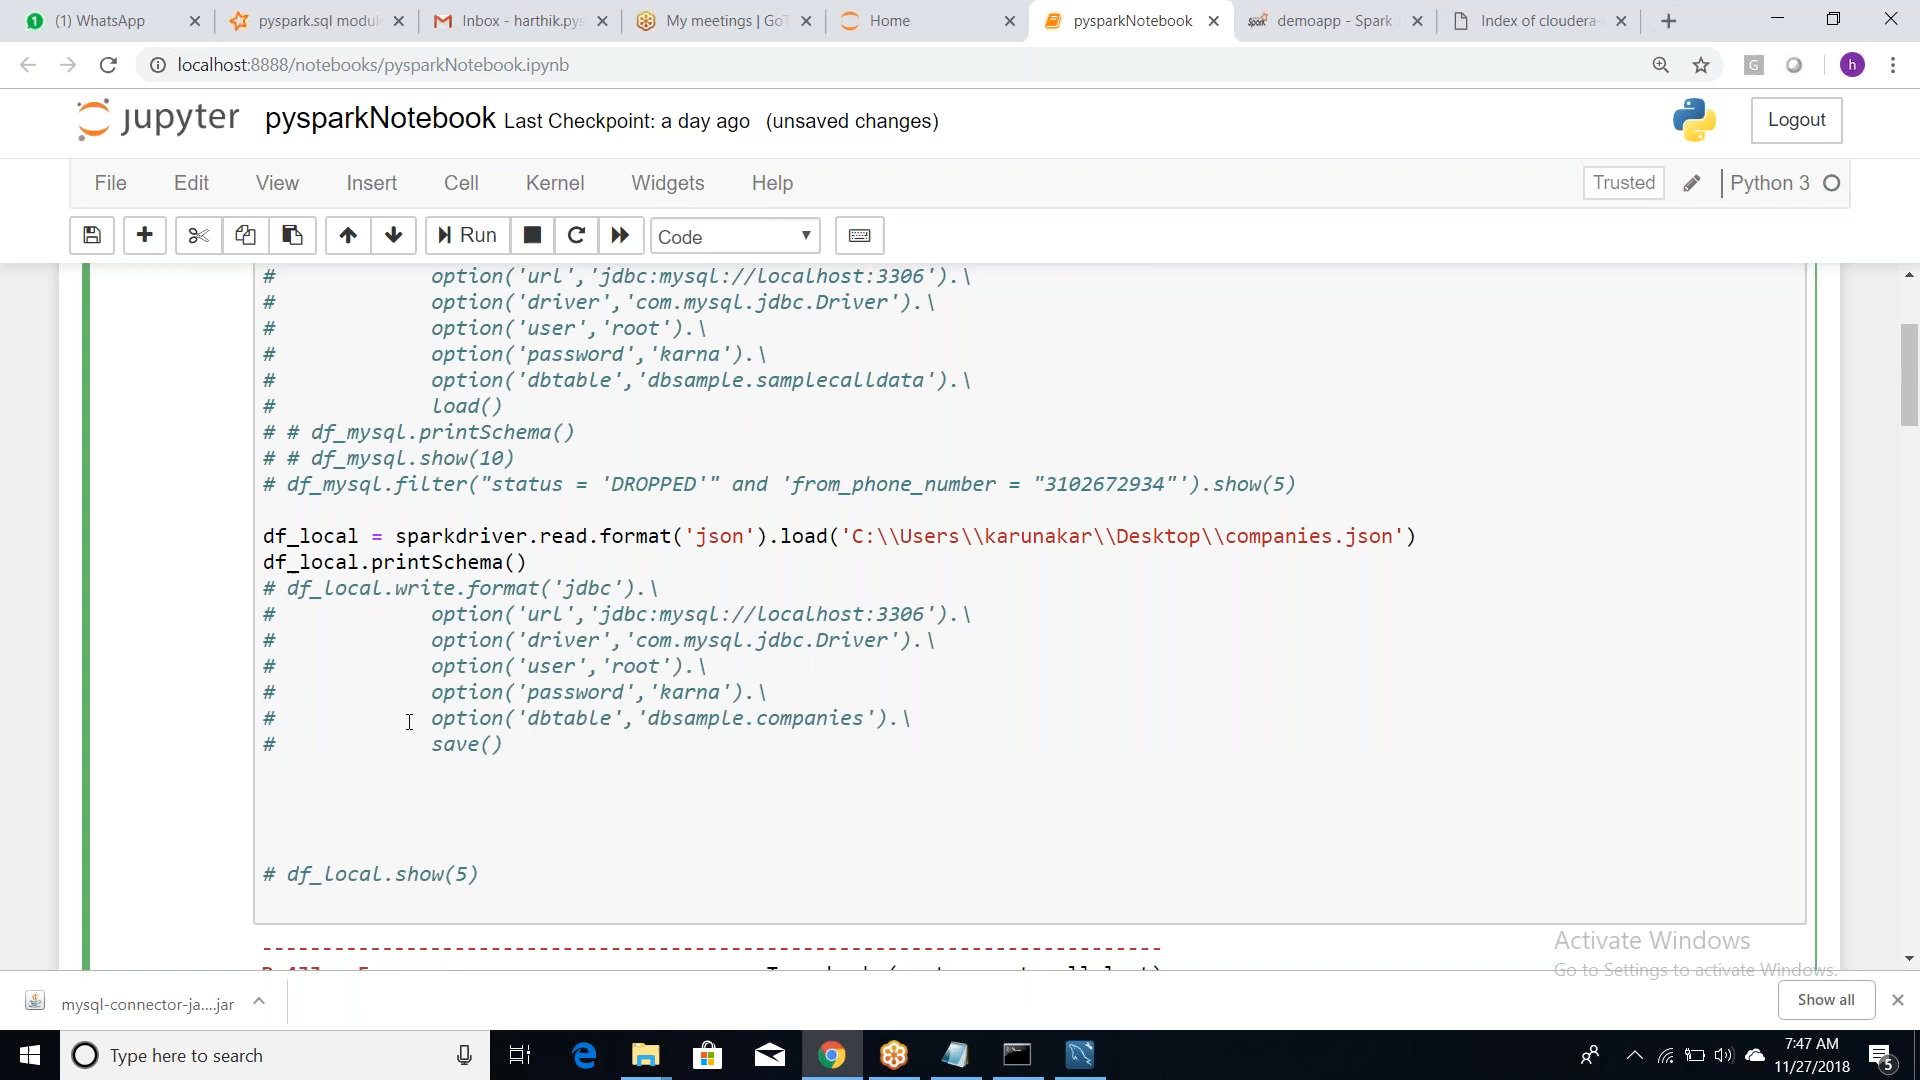 (1) WhatsApp
pyspark.sql modul
Inbox - harthik.pys
My meetings | GoT
Home
pysparkNotebook
demoapp - Spark
Index of cloudera-
localhost:8888/notebooks/pysparkNotebook.ipynb
G
h
jupyter
pysparkNotebook Last Checkpoint: a day ago (unsaved changes)
Logout
File Edit View Insert Cell Kernel Widgets Help
Trusted
Python 3
Run
Code
# option('url','jdbc:mysql://localhost:3306').\
# option('driver','com.mysql.jdbc.Driver').\
# option('user','root').\
# option('password','karna').\
# option('dbtable','dbsample.samplecalldata').\
# load()
# # df_mysql.printSchema()
# # df_mysql.show(10)
# df_mysql.filter("status = 'DROPPED'" and 'from_phone_number = "3102672934"').show(5)
df_local = sparkdriver.read.format('json').load('C:\\Users\\karunakar\\Desktop\\companies.json')
df_local.printSchema()
# df_local.write.format('jdbc').\
# option('url','jdbc:mysql://localhost:3306').\
# option('driver','com.mysql.jdbc.Driver').\
# option('user','root').\
# option('password','karna').\
# option('dbtable','dbsample.companies').\
# save()
# df_local.show(5)
---------------------------------------------------------------------------
Activate Windows
Go to Settings to activate Windows.
mysql-connector-ja....jar
Show all
Type here to search
7:47 AM
11/27/2018
5